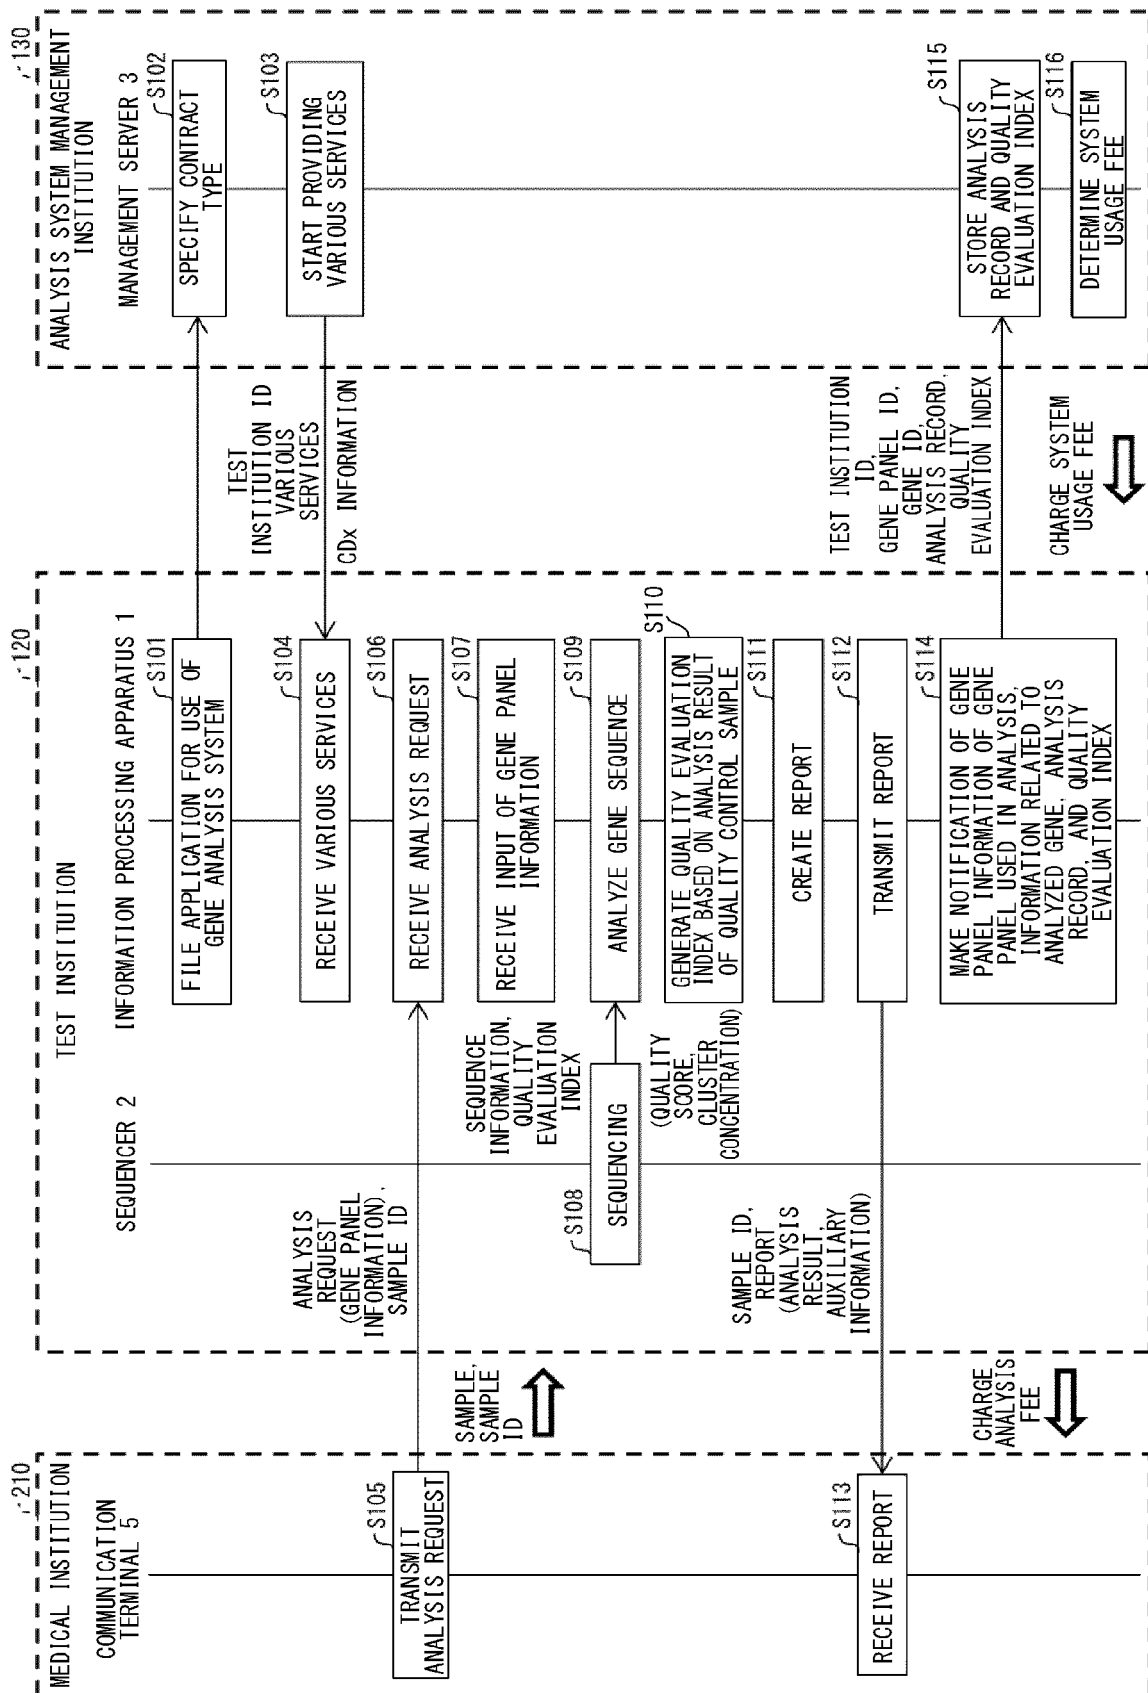 210
MEDICAL INSTITUTION
COMMUNICATION
TERMINAL 5
S105
TRANSMIT
ANALYSIS REQUEST
S113
RECEIVE REPORT
SAMPLE,
SAMPLE
ID
CHARGE
ANALYSIS
FEE
120
TEST INSTITUTION
SEQUENCER 2
INFORMATION PROCESSING APPARATUS 1
ANALYSIS
REQUEST
(GENE PANEL
INFORMATION),
SAMPLE ID
S108
SEQUENCING
SEQUENCE
INFORMATION,
QUALITY
EVALUATION
INDEX
(QUALITY
SCORE,
CLUSTER
CONCENTRATION)
SAMPLE ID,
REPORT
(ANALYSIS
RESULT,
AUXILIARY
INFORMATION)
S101
FILE APPLICATION FOR USE OF
GENE ANALYSIS SYSTEM
S104
RECEIVE VARIOUS SERVICES
S106
RECEIVE ANALYSIS REQUEST
S107
RECEIVE INPUT OF GENE PANEL
INFORMATION
S109
ANALYZE GENE SEQUENCE
S110
GENERATE QUALITY EVALUATION
INDEX BASED ON ANALYSIS RESULT
OF QUALITY CONTROL SAMPLE
S111
CREATE REPORT
S112
TRANSMIT REPORT
S114
MAKE NOTIFICATION OF GENE
PANEL INFORMATION OF GENE
PANEL USED IN ANALYSIS,
INFORMATION RELATED TO
ANALYZED GENE, ANALYSIS
RECORD, AND QUALITY
EVALUATION INDEX
TEST
INSTITUTION ID
VARIOUS
SERVICES
CDx INFORMATION
TEST INSTITUTION
ID,
GENE PANEL ID,
GENE ID,
ANALYSIS RECORD,
QUALITY
EVALUATION INDEX
CHARGE SYSTEM
USAGE FEE
130
ANALYSIS SYSTEM MANAGEMENT
INSTITUTION
MANAGEMENT SERVER 3
S102
SPECIFY CONTRACT
TYPE
S103
START PROVIDING
VARIOUS SERVICES
S115
STORE ANALYSIS
RECORD AND QUALITY
EVALUATION INDEX
S116
DETERMINE SYSTEM
USAGE FEE